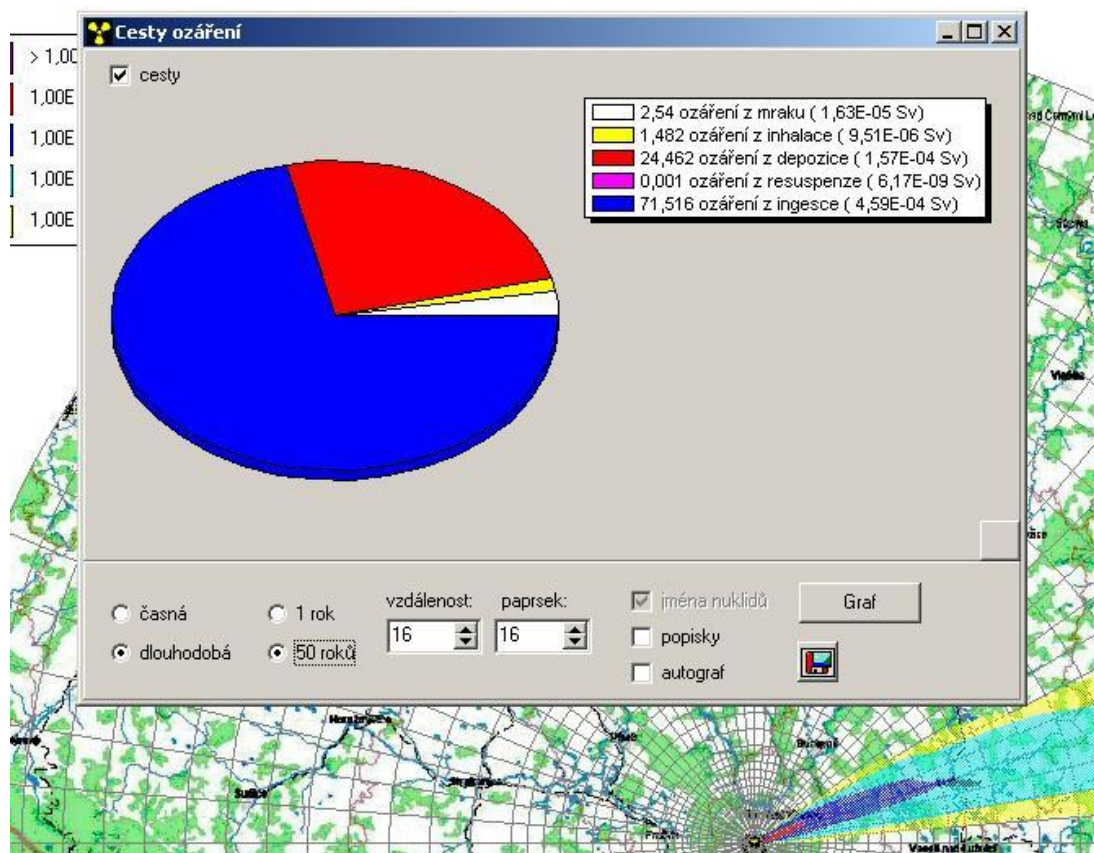 Cesty ozáření
> 1,00
1,00E
1,00E
1,00E
1,00E
cesty
2,54 ozáření z mraku ( 1,63E-05 Sv)
1,482 ozáření z inhalace ( 9,51E-06 Sv)
24,462 ozáření z depozice ( 1,57E-04 Sv)
0,001 ozáření z resuspenze ( 6,17E-09 Sv)
71,516 ozáření z ingesce ( 4,59E-04 Sv)
časná
1 rok
vzdálenost:
paprsek:
jména nuklidů
Graf
dlouhodobá
50 roků
16
16
popisky
autograf
Sušice